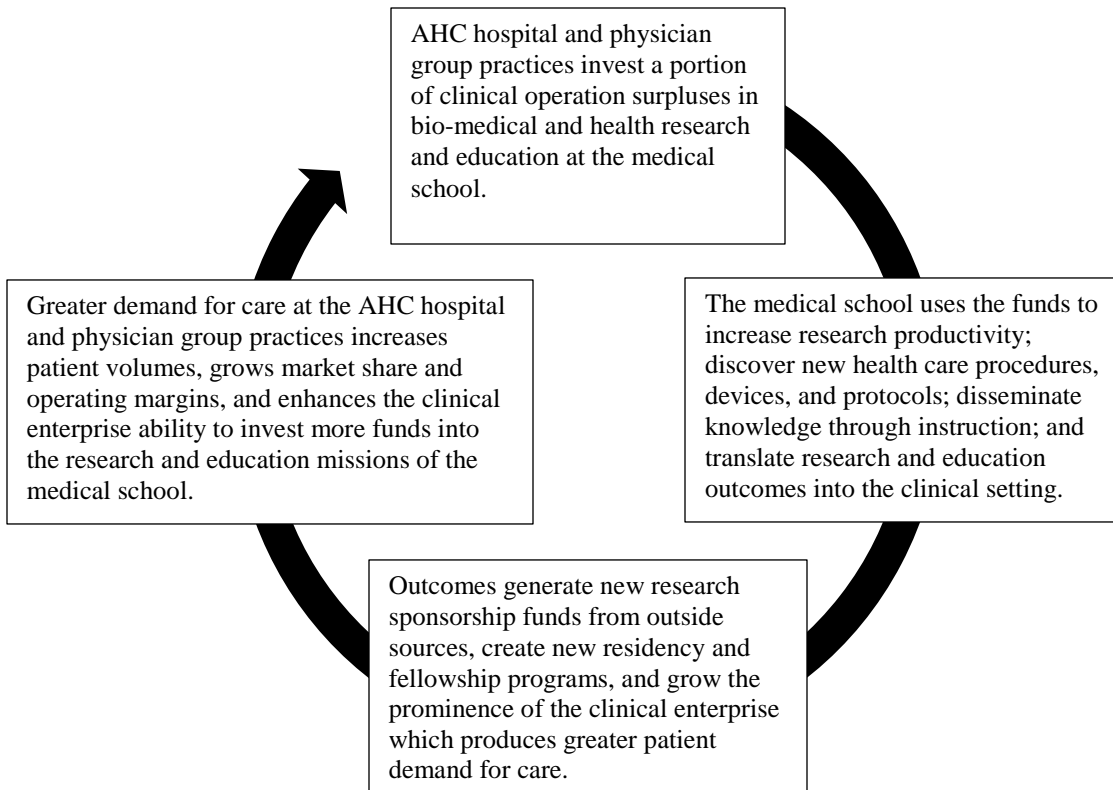 AHC hospital and physician
group practices invest a portion
of clinical operation surpluses in
bio-medical and health research
and education at the medical
school.
The medical school uses the funds to
increase research productivity;
discover new health care procedures,
devices, and protocols; disseminate
knowledge through instruction; and
translate research and education
outcomes into the clinical setting.
Outcomes generate new research
sponsorship funds from outside
sources, create new residency and
fellowship programs, and grow the
prominence of the clinical enterprise
which produces greater patient
demand for care.
Greater demand for care at the AHC hospital
and physician group practices increases
patient volumes, grows market share and
operating margins, and enhances the clinical
enterprise ability to invest more funds into
the research and education missions of the
medical school.